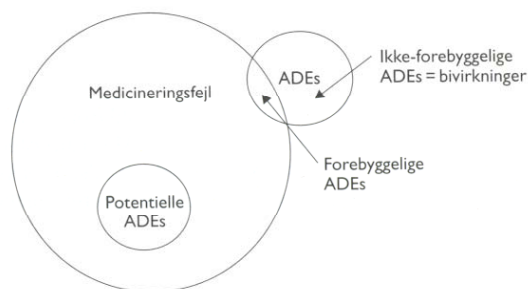 Medicineringsfejl
ADEs
Ikke-forebyggelige
ADEs = bivirkninger
Forebyggelige
ADEs
Potentielle
ADEs